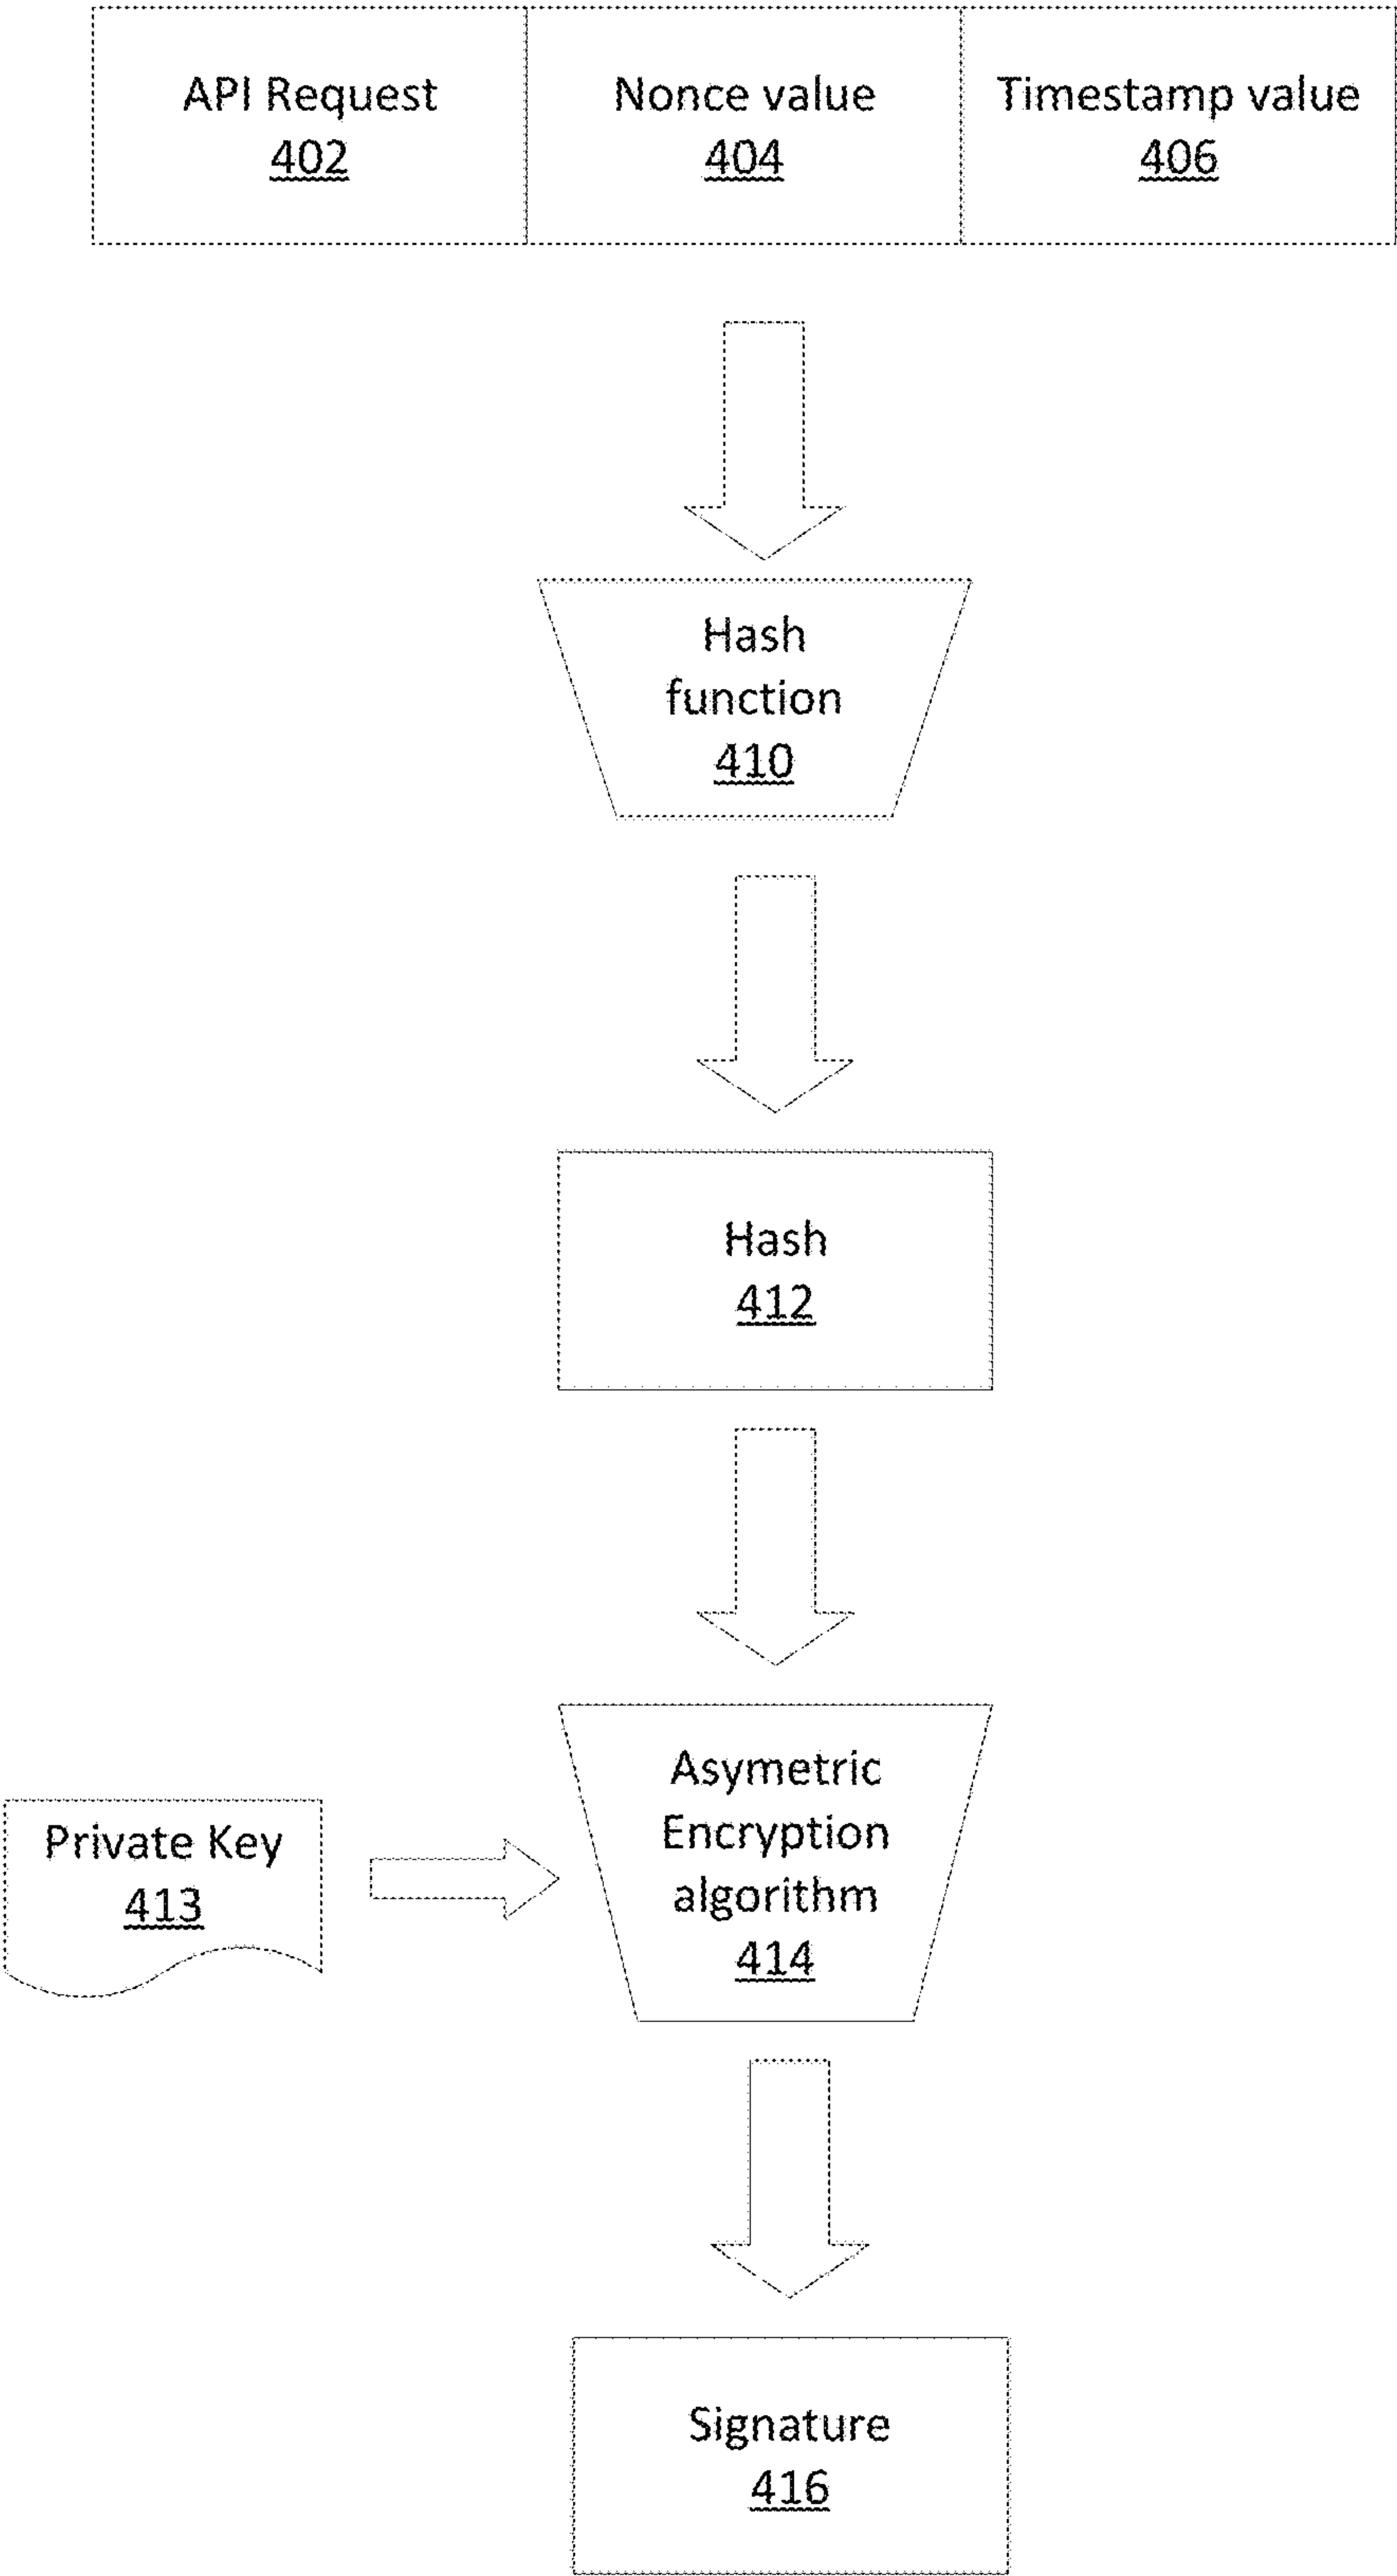 API Request
402
Nonce value
404
Timestamp value
406
Hash
function
410
Hash
412
Asymetric
Encryption
algorithm
414
Private Key
413
Signature
416